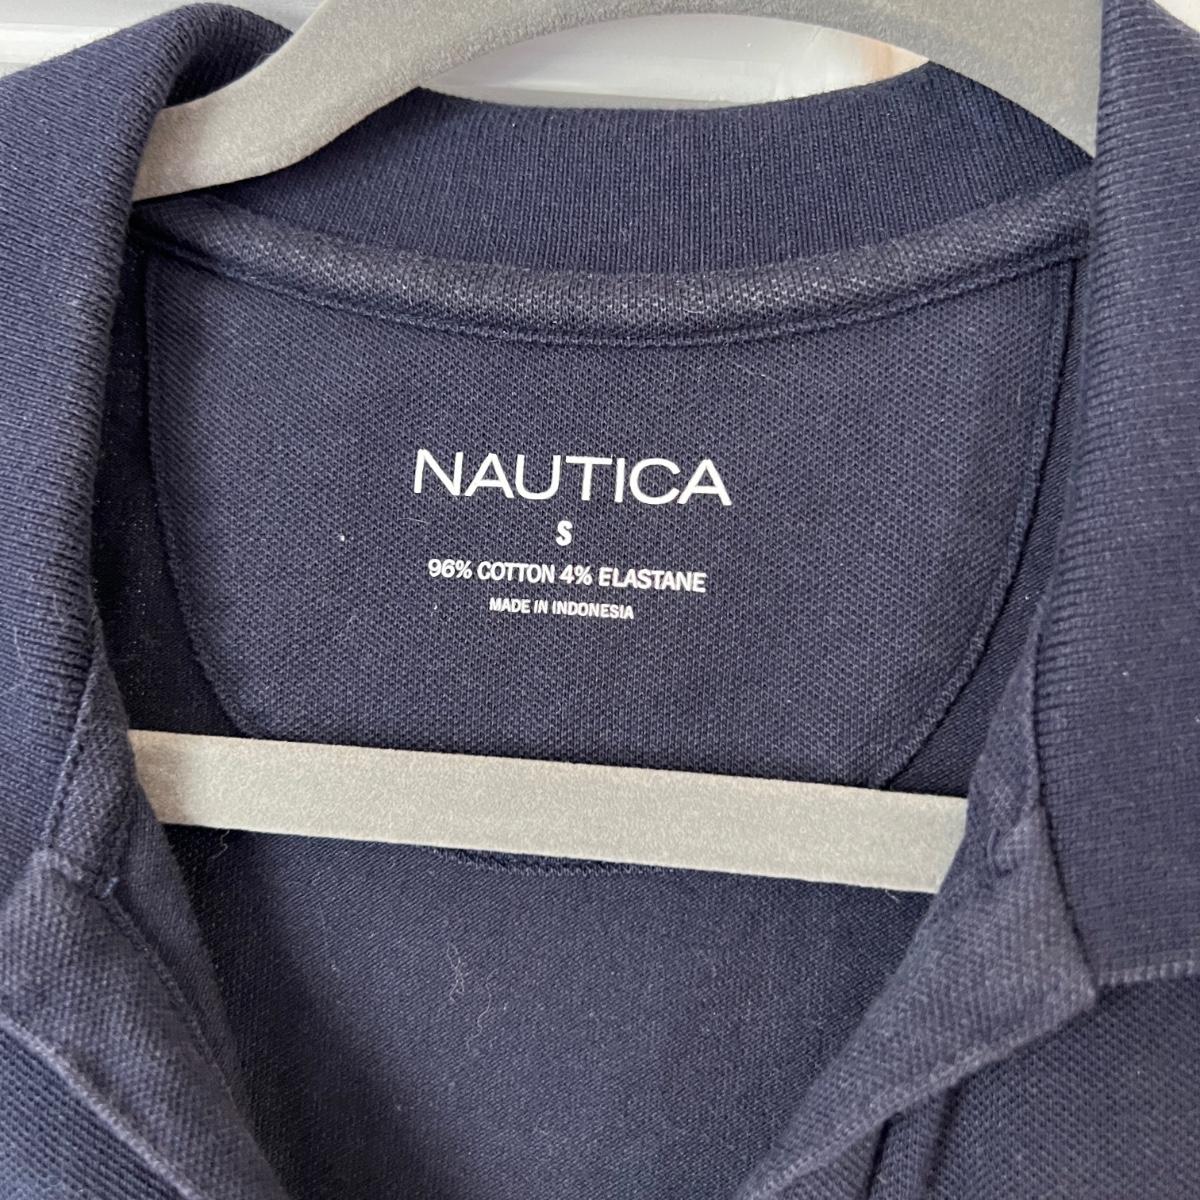 NAUTICA
S
96% COTTON 4% ELASTANE
MADE IN INDONESIA